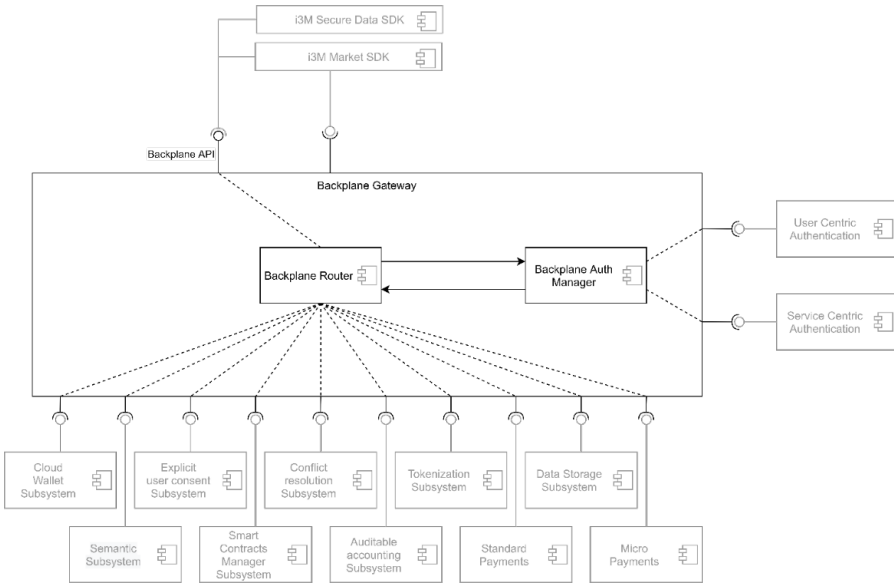 i3M Secure Data SDK
i3M Market SDK
Backplane API
Backplane Gateway
User Centric
Authentication
Backplane Router
Backplane Auth
Manager
Service Centric
Authentication
Cloud
Wallet
Subsystem
Explicit
user consent
Subsystem
Conflict
resolution
Subsystem
Tokenization
Subsystem
Data Storage
Subsystem
Semantic
Subsystem
Smart
Contracts
Manager
Subsystem
Auditable
accounting
Subsystem
Standard
Payments
Micro
Payments